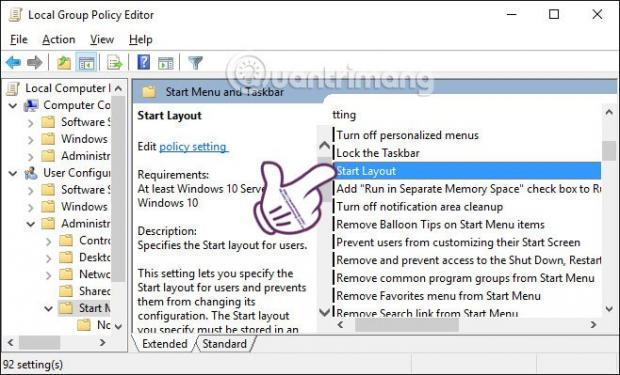 Local Group Policy Editor
File Action View Help
Quantrimang
Local Computer
Computer Co
Software S
Windows
Administr
User Configura
Software S
Windows
Administra
Contro
Deskto
Netwo
Shared
Start M
No
Start Menu and Taskbar
Start Layout
Edit policy setting
Requirements:
At least Windows 10 Serve
Windows 10
Description:
Specifies the Start layout for users.
This setting lets you specify the
Start layout for users and prevents
them from changing its
configuration. The Start layout
you specify must be stored in an
tting
Turn off personalized menus
Lock the Taskbar
Start Layout
Add "Run in Separate Memory Space" check box to Ru
Turn off notification area cleanup
Remove Balloon Tips on Start Menu items
Prevent users from customizing their Start Screen
Remove and prevent access to the Shut Down, Restart
Remove common program groups from Start Menu
Remove Favorites menu from Start Menu
Remove Search link from Start Menu
Extended Standard
92 setting(s)